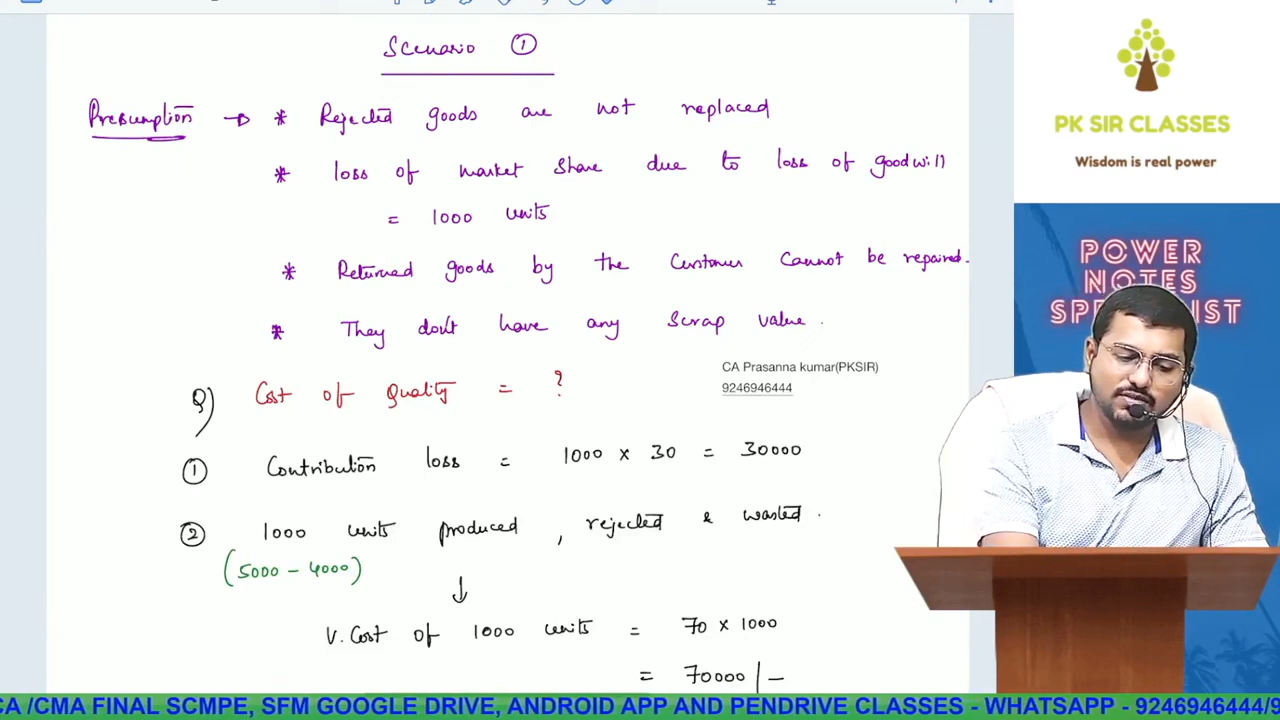 Scenario ①
Presumption → * Rejected goods are not replaced
* loss of market share due to loss of goodwill
= 1000 units
* Returned goods by the Customer Cannot be repaired.
* They don't have any Scrap value.
CA Prasanna kumar(PKSIR)
9246946444
Q) Cost of Quality = ?
① Contribution loss = 1000 × 30 = 30000
② 1000 units produced, rejected & wasted.
(5000 - 4000)
↓
V. Cost of 1000 units = 70 × 1000
= 70000/-
PK SIR CLASSES
Wisdom is real power
POWER
NOTES
SP IST
CA /CMA FINAL SCMPE, SFM GOOGLE DRIVE, ANDROID APP AND PENDRIVE CLASSES - WHATSAPP - 9246946444/9